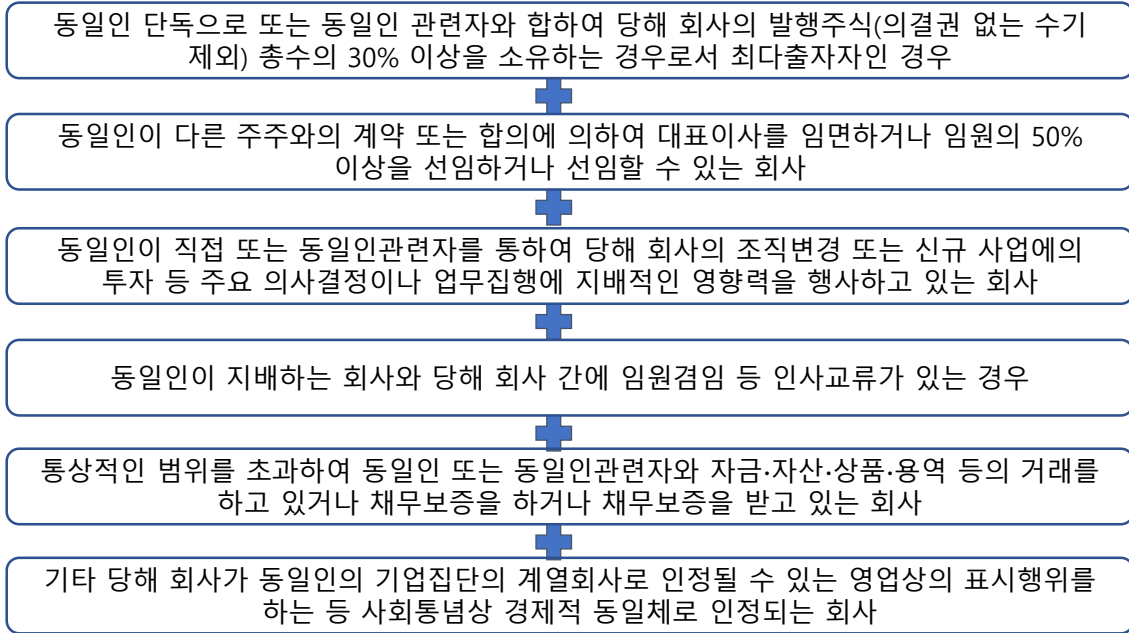 동일인 단독으로 또는 동일인 관련자와 합하여 당해 회사의 발행주식(의결권 없는 수기
제외) 총수의 30% 이상을 소유하는 경우로서 최다출자자인 경우
동일인이 다른 주주와의 계약 또는 합의에 의하여 대표이사를 임면하거나 임원의 50%
이상을 선임하거나 선임할 수 있는 회사
동일인이 직접 또는 동일인관련자를 통하여 당해 회사의 조직변경 또는 신규 사업에의
투자 등 주요 의사결정이나 업무집행에 지배적인 영향력을 행사하고 있는 회사
동일인이 지배하는 회사와 당해 회사 간에 임원겸임 등 인사교류가 있는 경우
통상적인 범위를 초과하여 동일인 또는 동일인관련자와 자금·자산·상품·용역 등의 거래를
하고 있거나 채무보증을 하거나 채무보증을 받고 있는 회사
기타 당해 회사가 동일인의 기업집단의 계열회사로 인정될 수 있는 영업상의 표시행위를
하는 등 사회통념상 경제적 동일체로 인정되는 회사